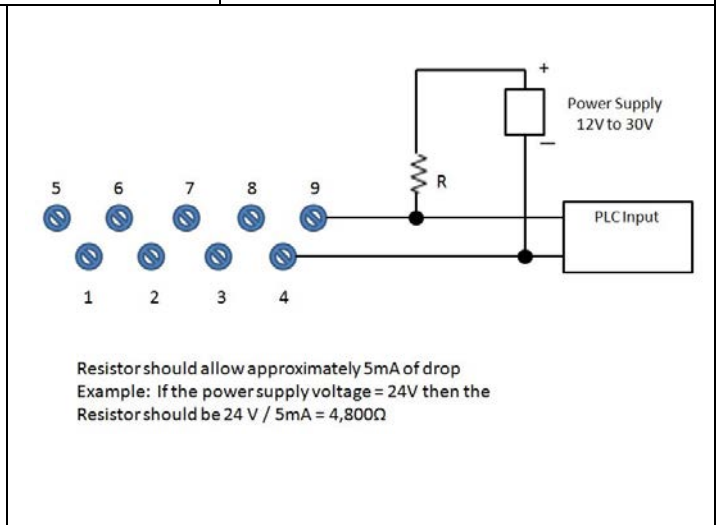 +
Power Supply
12V to 30V
—
R
5 6 7 8 9
PLC Input
1 2 3 4
Resistor should allow approximately 5mA of drop
Example: If the power supply voltage = 24V then the
Resistor should be 24 V / 5mA = 4,800Ω